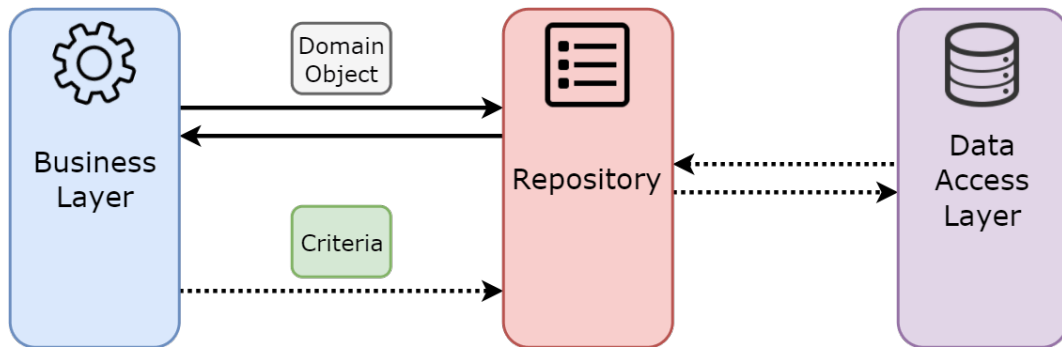 Domain
Object
Business
Layer
Repository
Data
Access
Layer
Criteria